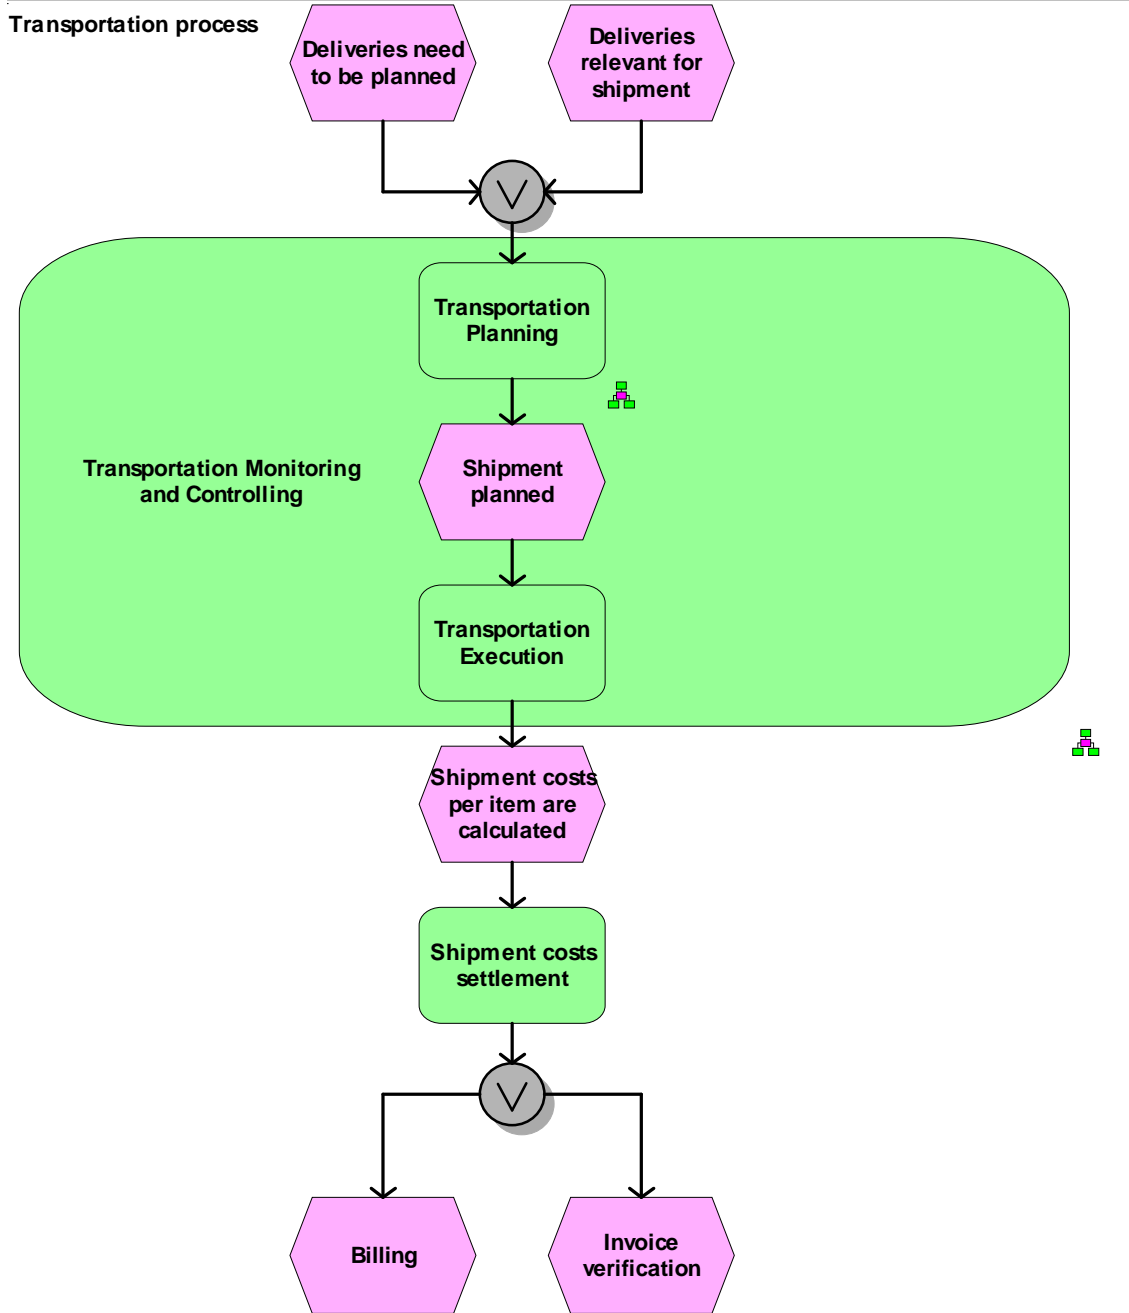 Transportation process
Deliveries need
to be planned
Deliveries
relevant for
shipment
Transportation
Planning
Transportation Monitoring
and Controlling
Shipment
planned
Transportation
Execution
Shipment costs
per item are
calculated
Shipment costs
settlement
Billing
Invoice
verification